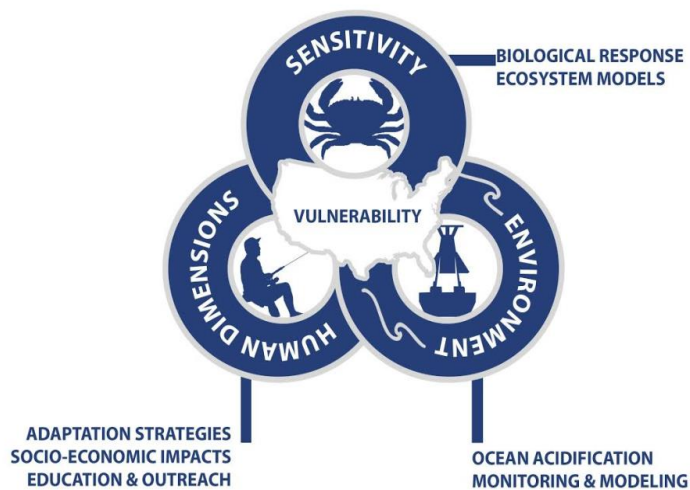 SENSITIVITY
BIOLOGICAL RESPONSE
ECOSYSTEM MODELS
VULNERABILITY
HUMAN DIMENSIONS
ENVIRONMENT
ADAPTATION STRATEGIES
SOCIO-ECONOMIC IMPACTS
EDUCATION & OUTREACH
OCEAN ACIDIFICATION
MONITORING & MODELING